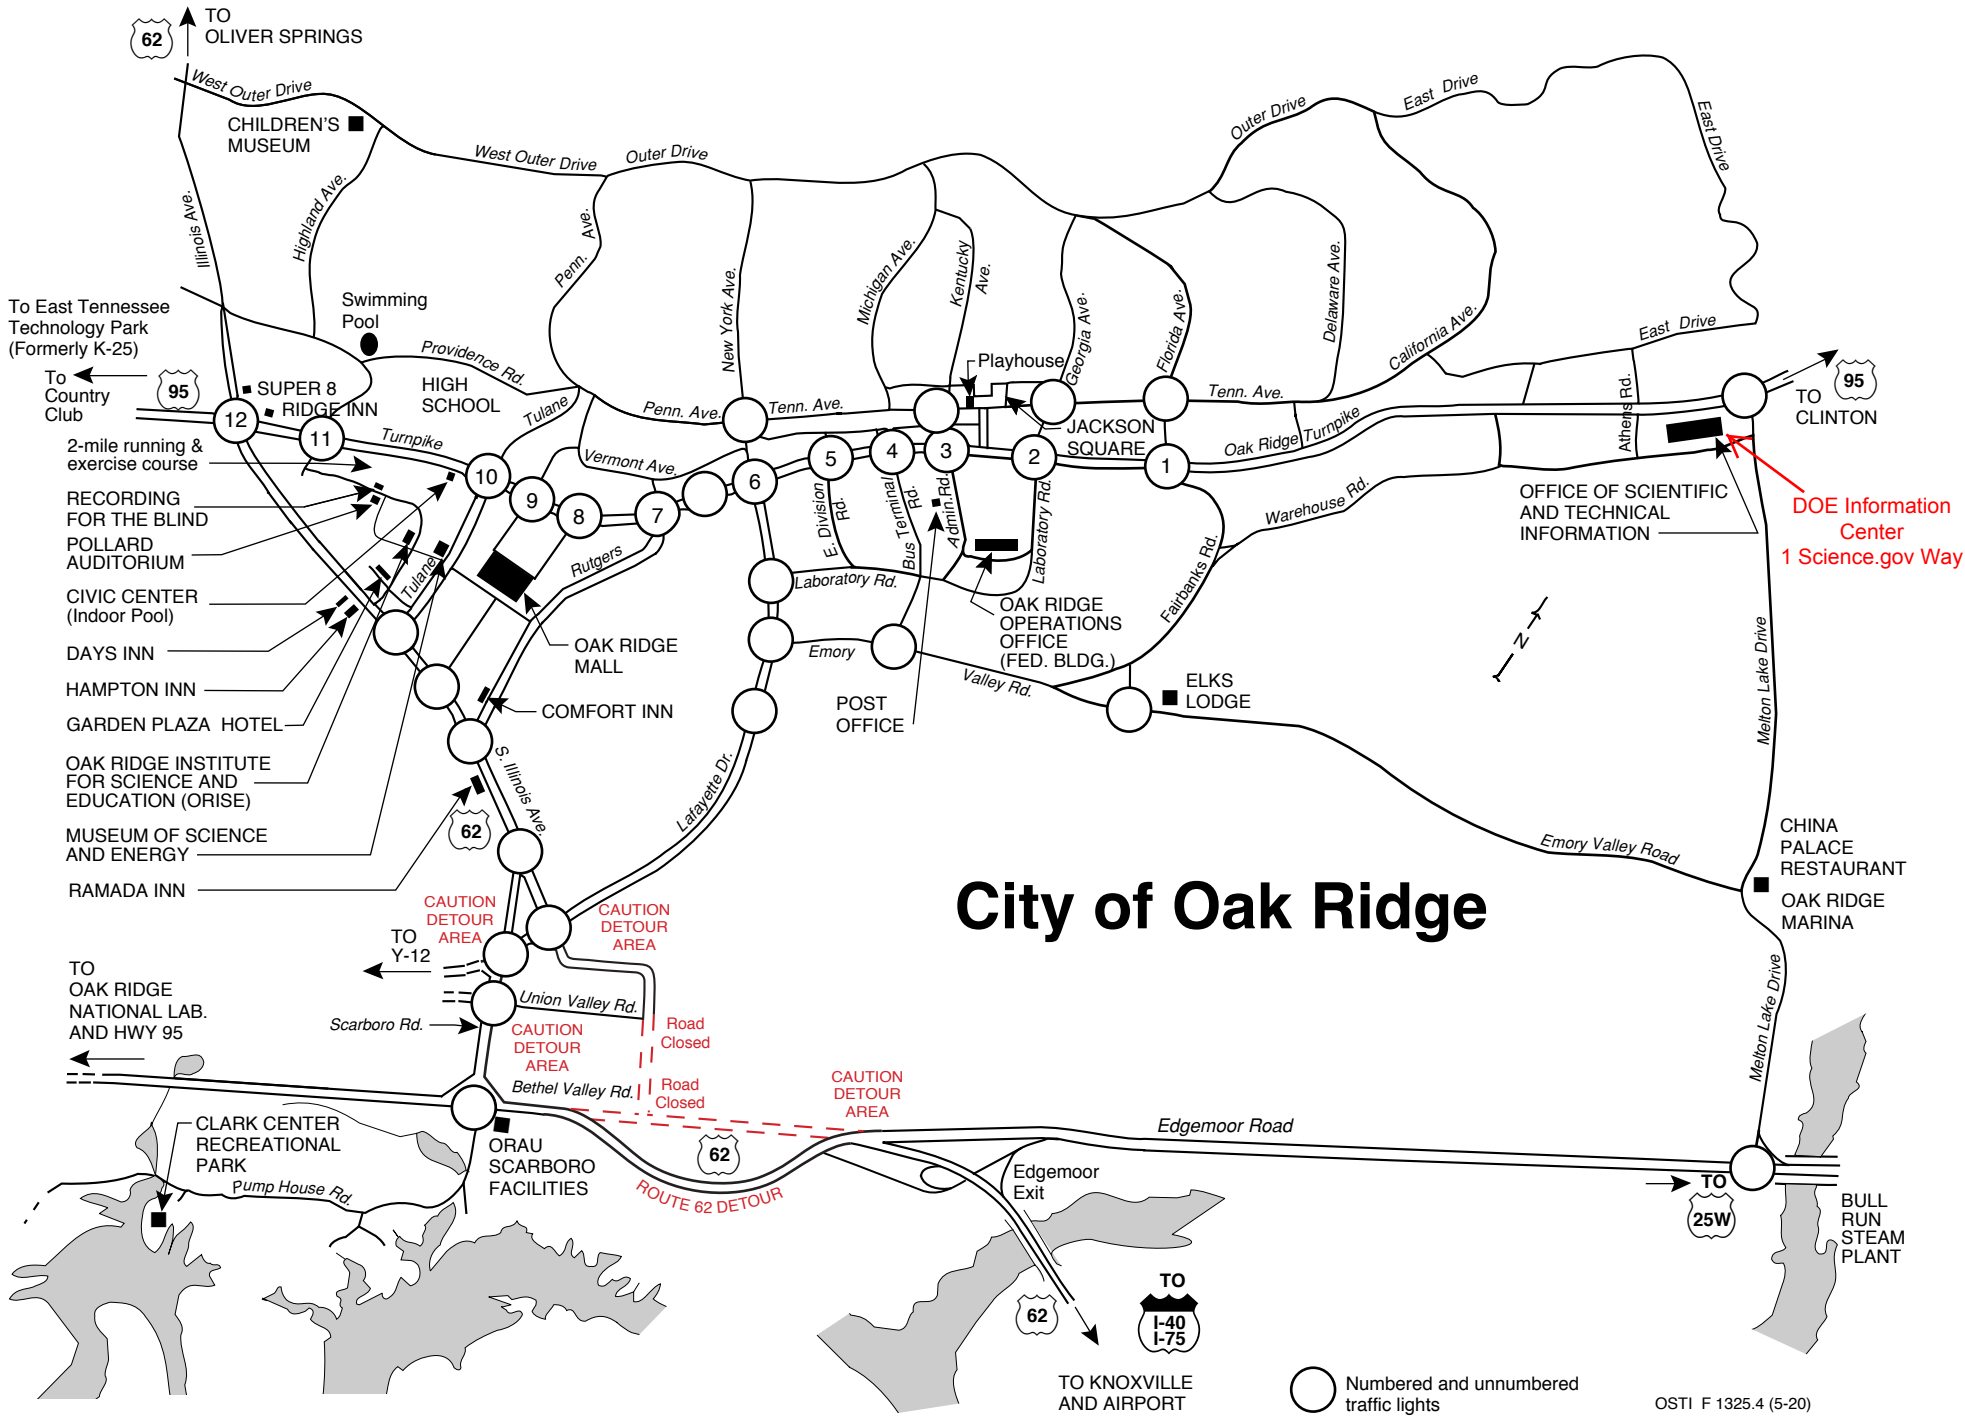 TO
OLIVER SPRINGS
62
West Outer Drive
CHILDREN'S
MUSEUM
West Outer Drive
Outer Drive
Outer Drive
East Drive
East Drive
Illinois Ave.
Highland Ave.
Penn.
Ave.
New York Ave.
Michigan Ave.
Kentucky
Ave.
Georgia Ave.
Florida Ave.
Delaware Ave.
California Ave.
East Drive
To East Tennessee
Technology Park
(Formerly K-25)
To
Country
Club
95
Swimming
Pool
Providence Rd.
HIGH
SCHOOL
SUPER 8
RIDGE INN
Tulane
Penn. Ave.
Tenn. Ave.
Playhouse
JACKSON
SQUARE
Tenn. Ave.
Oak Ridge
Turnpike
Athens Rd.
95
TO
CLINTON
12
11
10
9
8
7
6
5
4
3
2
1
Turnpike
Vermont Ave.
2-mile running &
exercise course
RECORDING
FOR THE BLIND
POLLARD
AUDITORIUM
CIVIC CENTER
(Indoor Pool)
DAYS INN
HAMPTON INN
GARDEN PLAZA HOTEL
OAK RIDGE INSTITUTE
FOR SCIENCE AND
EDUCATION (ORISE)
MUSEUM OF SCIENCE
AND ENERGY
RAMADA INN
Tulane
Rutgers
OAK RIDGE
MALL
COMFORT INN
E. Division
Rd.
Bus Terminal
Rd.
Admin.Rd.
Laboratory Rd.
Laboratory Rd.
Emory
Valley Rd.
POST
OFFICE
OAK RIDGE
OPERATIONS
OFFICE
(FED. BLDG.)
Fairbanks Rd.
Warehouse Rd.
OFFICE OF SCIENTIFIC
AND TECHNICAL
INFORMATION
DOE Information
Center
1 Science.gov Way
N
ELKS
LODGE
Melton Lake Drive
S. Illinois Ave.
62
Lafayette Dr.
Emory Valley Road
CHINA
PALACE
RESTAURANT
OAK RIDGE
MARINA
City of Oak Ridge
CAUTION
DETOUR
AREA
CAUTION
DETOUR
AREA
TO
Y-12
TO
OAK RIDGE
NATIONAL LAB.
AND HWY 95
Union Valley Rd.
Scarboro Rd.
CAUTION
DETOUR
AREA
Road
Closed
Road
Closed
Bethel Valley Rd.
CAUTION
DETOUR
AREA
Melton Lake Drive
Edgemoor Road
CLARK CENTER
RECREATIONAL
PARK
Pump House Rd.
ORAU
SCARBORO
FACILITIES
62
ROUTE 62 DETOUR
Edgemoor
Exit
TO
25W
BULL
RUN
STEAM
PLANT
62
TO
I-40
I-75
TO KNOXVILLE
AND AIRPORT
Numbered and unnumbered
traffic lights
OSTI F 1325.4 (5-20)